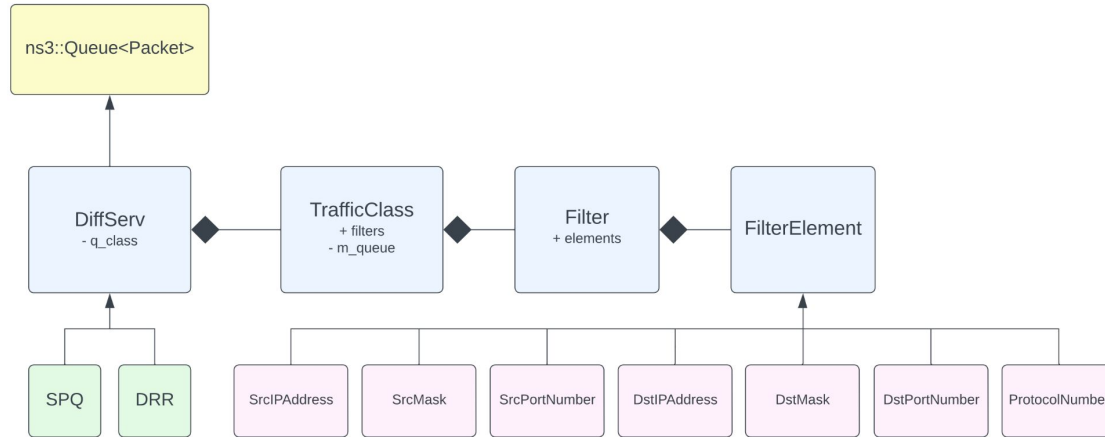 ns3::Queue<Packet>
DiffServ
- q_class
TrafficClass
+ filters
- m_queue
Filter
+ elements
FilterElement
SPQ
DRR
SrcIPAddress
SrcMask
SrcPortNumber
DstIPAddress
DstMask
DstPortNumber
ProtocolNumber